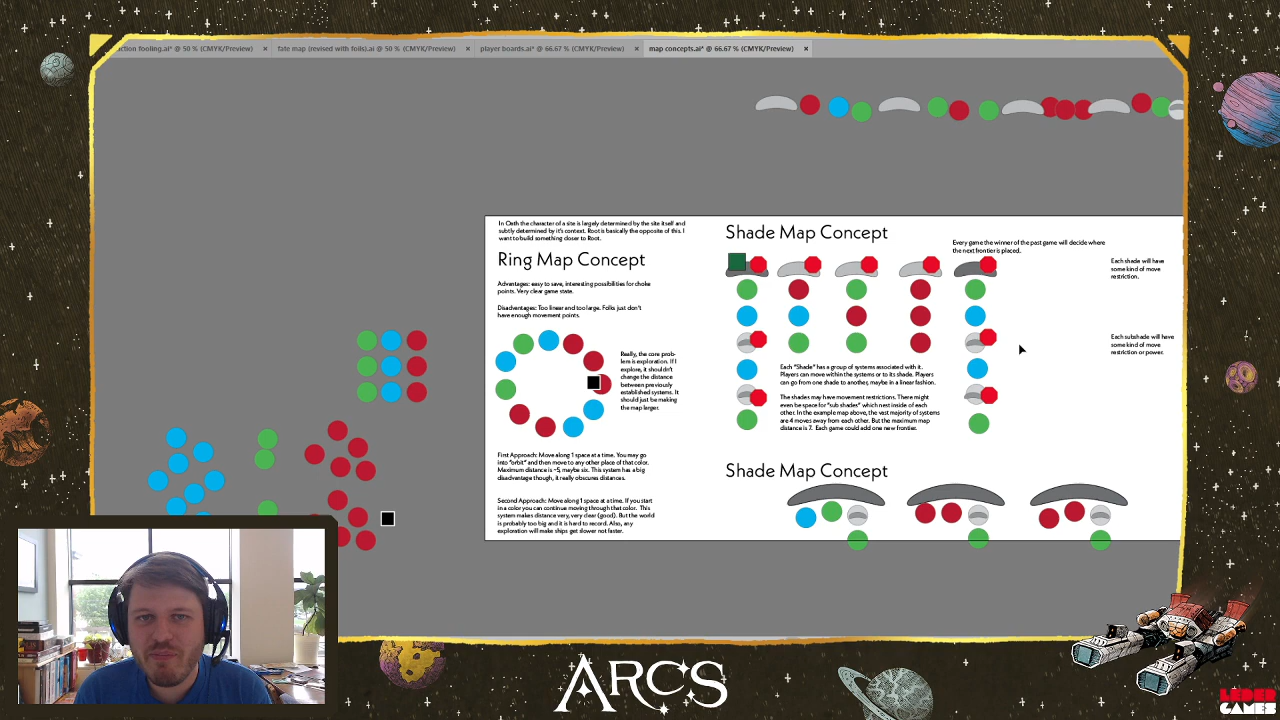 ction fooling.ai* @ 50 % (CMYK/Preview) × fate map (revised with foils).ai @ 50 % (CMYK/Preview) × player boards.ai* @ 66.67 % (CMYK/Preview) × map concepts.ai* @ 66.67 % (CMYK/Preview) ×
In Oath the character of a site is largely determined by the site itself and
subtly determined by it's context. Root is basically the opposite of this. I
want to build something closer to Root.
Ring Map Concept
Advantages: easy to save, interesting possibilities for choke
points. Very clear game state.
Disadvantages: Too linear and too large. Folks just don't
have enough movement points.
Really, the core prob-
lem is exploration. If I
explore, it shouldn't
change the distance
between previously
established systems. It
should just be making
the map larger.
First Approach: Move along 1 space at a time. You may go
into "orbit" and then move to any other place of that color.
Maximum distance is ~5, maybe six. This system has a big
disadvantage though, it really obscures distances.
Second Approach: Move along 1 space at a time. If you start
in a color you can continue moving through that color. This
system makes distance very, very clear (good). But the world
is probably too big and it is hard to record. Also, any
exploration will make ships get slower not faster.
Shade Map Concept
Every game the winner of the past game will decide where
the next frontier is placed.
Each shade will have
some kind of move
restriction.
Each subshade will have
some kind of move
restriction or power.
Each "Shade" has a group of systems associated with it.
Players can move within the systems or to its shade. Players
can go from one shade to another, maybe in a linear fashion.
The shades may have movement restrictions. There might
even be space for "sub shades" which nest inside of each
other. In the example map above, the vast majority of systems
are 4 moves away from each other. But the maximum map
distance is 7. Each game could add one new frontier.
Shade Map Concept
ARCS
LEDER
GAMES